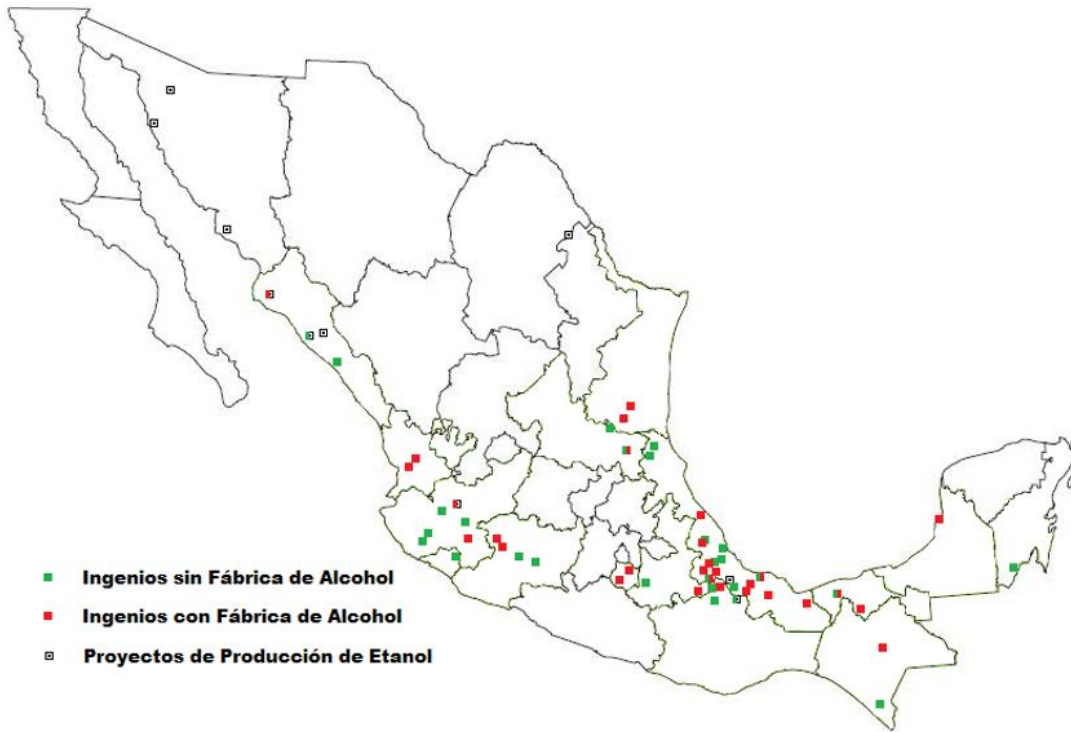 Ingenios sin Fábrica de Alcohol
Ingenios con Fábrica de Alcohol
Proyectos de Producción de Etanol